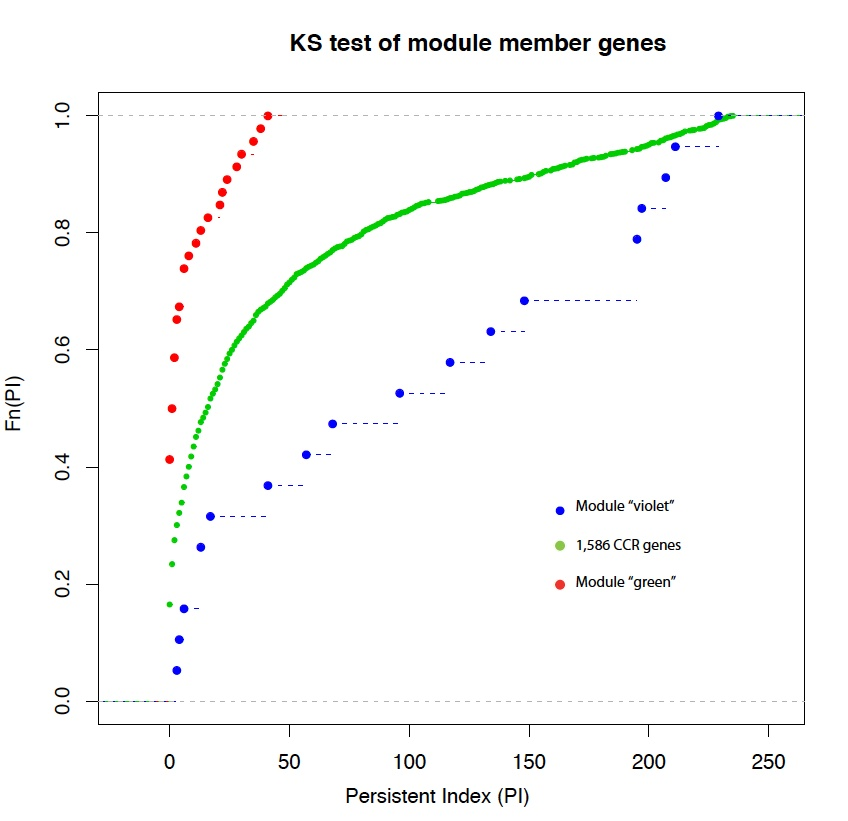 KS test of module member genes
1.0
0.8
0.6
0.4
0.2
0.0
Fn(PI)
Module “violet”
1,586 CCR genes
Module “green”
0 50 100 150 200 250
Persistent Index (PI)